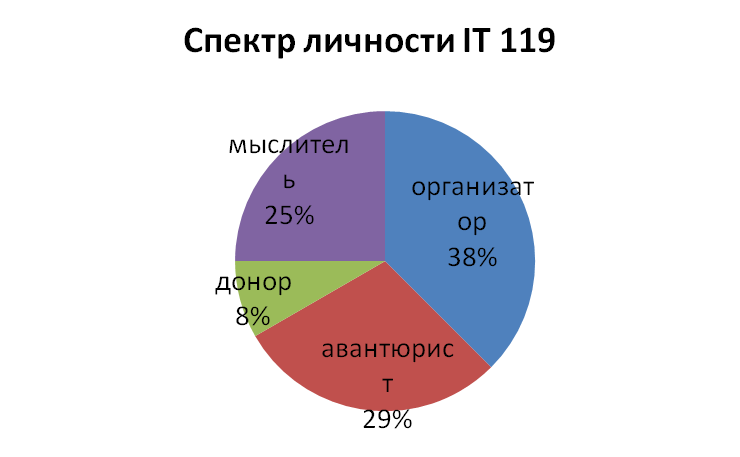 Спектр личности IT 119
мыслител
ь
25%
организат
ор
38%
донор
8%
авантюрис
т
29%